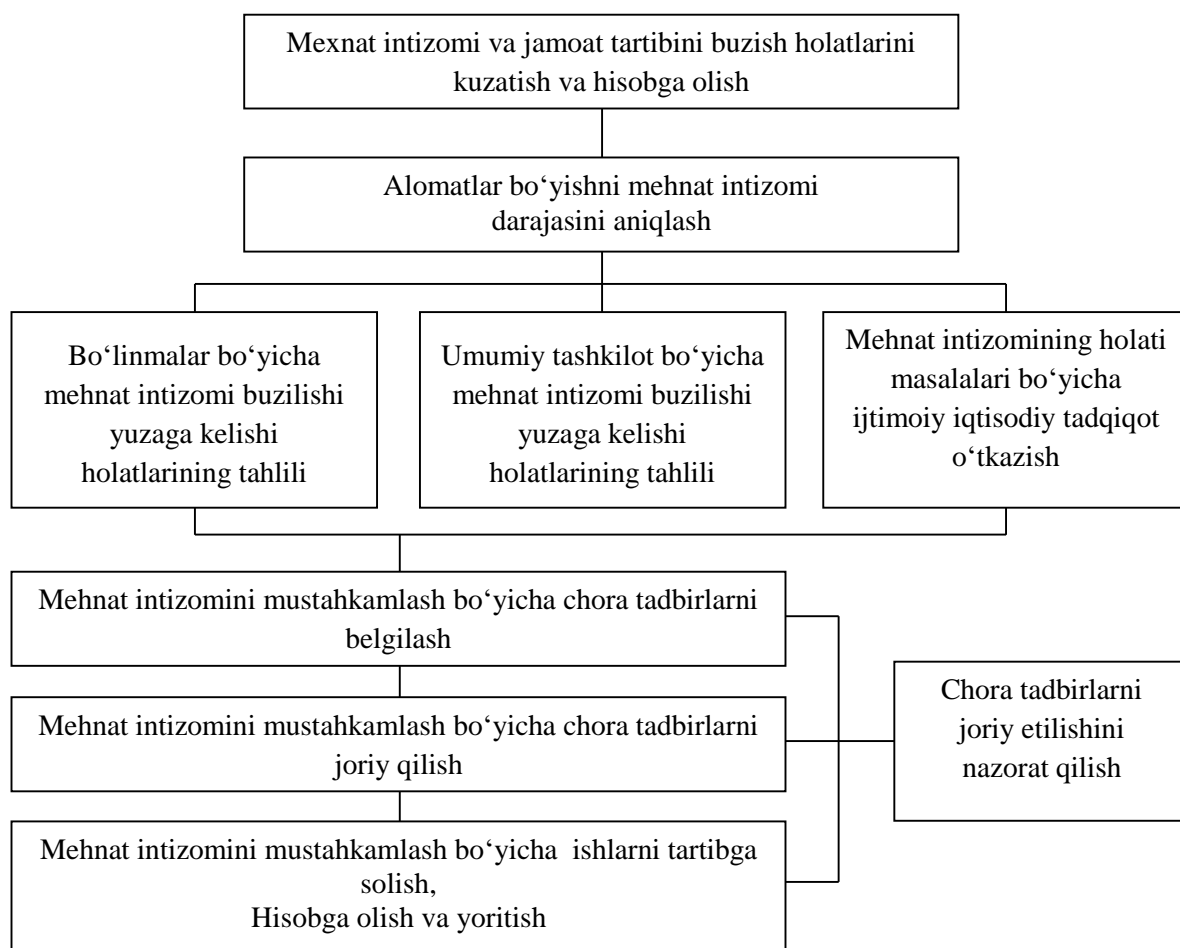 Mexnat intizomi va jamoat tartibini buzish holatlarini
kuzatish va hisobga olish
Alomatlar bo‘yishni mehnat intizomi
darajasini aniqlash
Bo‘linmalar bo‘yicha
mehnat intizomi buzilishi
yuzaga kelishi
holatlarining tahlili
Umumiy tashkilot bo‘yicha
mehnat intizomi buzilishi
yuzaga kelishi
holatlarining tahlili
Mehnat intizomining holati
masalalari bo‘yicha
ijtimoiy iqtisodiy tadqiqot
o‘tkazish
Mehnat intizomini mustahkamlash bo‘yicha chora tadbirlarni
belgilash
Mehnat intizomini mustahkamlash bo‘yicha chora tadbirlarni
joriy qilish
Mehnat intizomini mustahkamlash bo‘yicha ishlarni tartibga
solish,
Hisobga olish va yoritish
Chora tadbirlarni
joriy etilishini
nazorat qilish